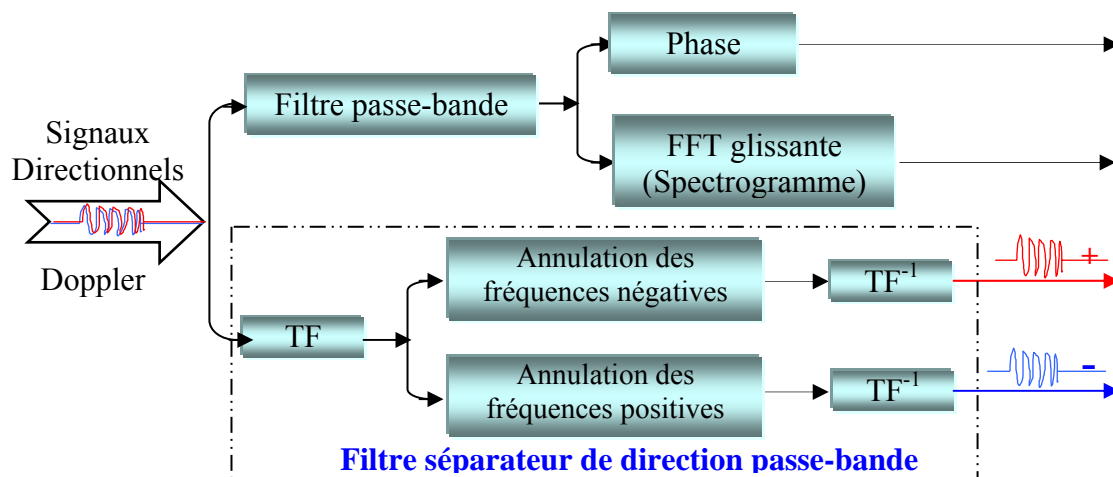 Phase
Filtre passe-bande
Signaux
Directionnels
FFT glissante
(Spectrogramme)
Doppler
Annulation des
fréquences négatives
TF-1
+
TF
Annulation des
fréquences positives
TF-1
-
Filtre séparateur de direction passe-bande